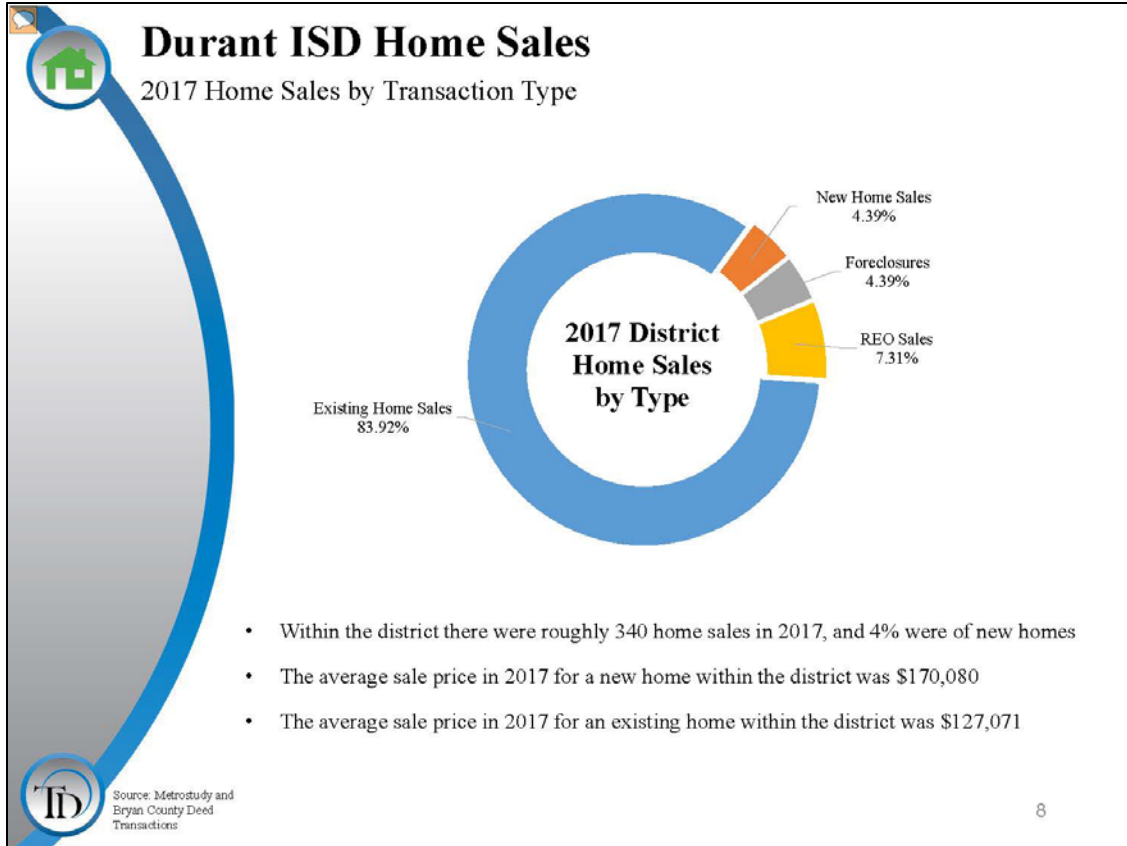 Durant ISD Home Sales
2017 Home Sales by Transaction Type
New Home Sales
4.39%
Foreclosures
4.39%
REO Sales
7.31%
2017 District
Home Sales
by Type
Existing Home Sales
83.92%
• Within the district there were roughly 340 home sales in 2017, and 4% were of new homes
• The average sale price in 2017 for a new home within the district was $170,080
• The average sale price in 2017 for an existing home within the district was $127,071
TD
Source: Metrostudy and
Bryan County Deed
Transactions
8